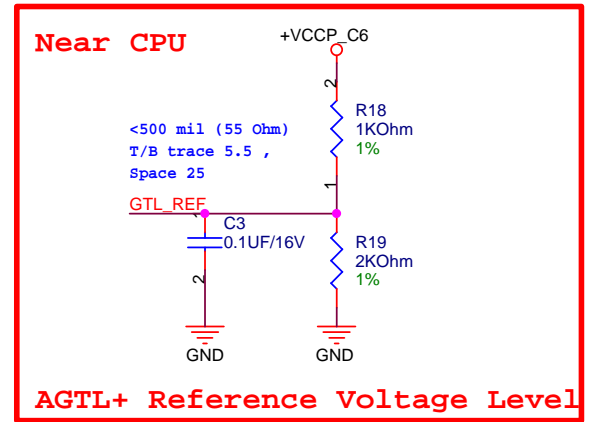 Near CPU
+VCCP_C6
2
R18
1KOhm
1%
<500 mil (55 Ohm)
T/B trace 5.5 ,
Space 25
1
GTL_REF
1
C3
0.1UF/16V
2
R19
2KOhm
1%
GND
GND
AGTL+ Reference Voltage Level